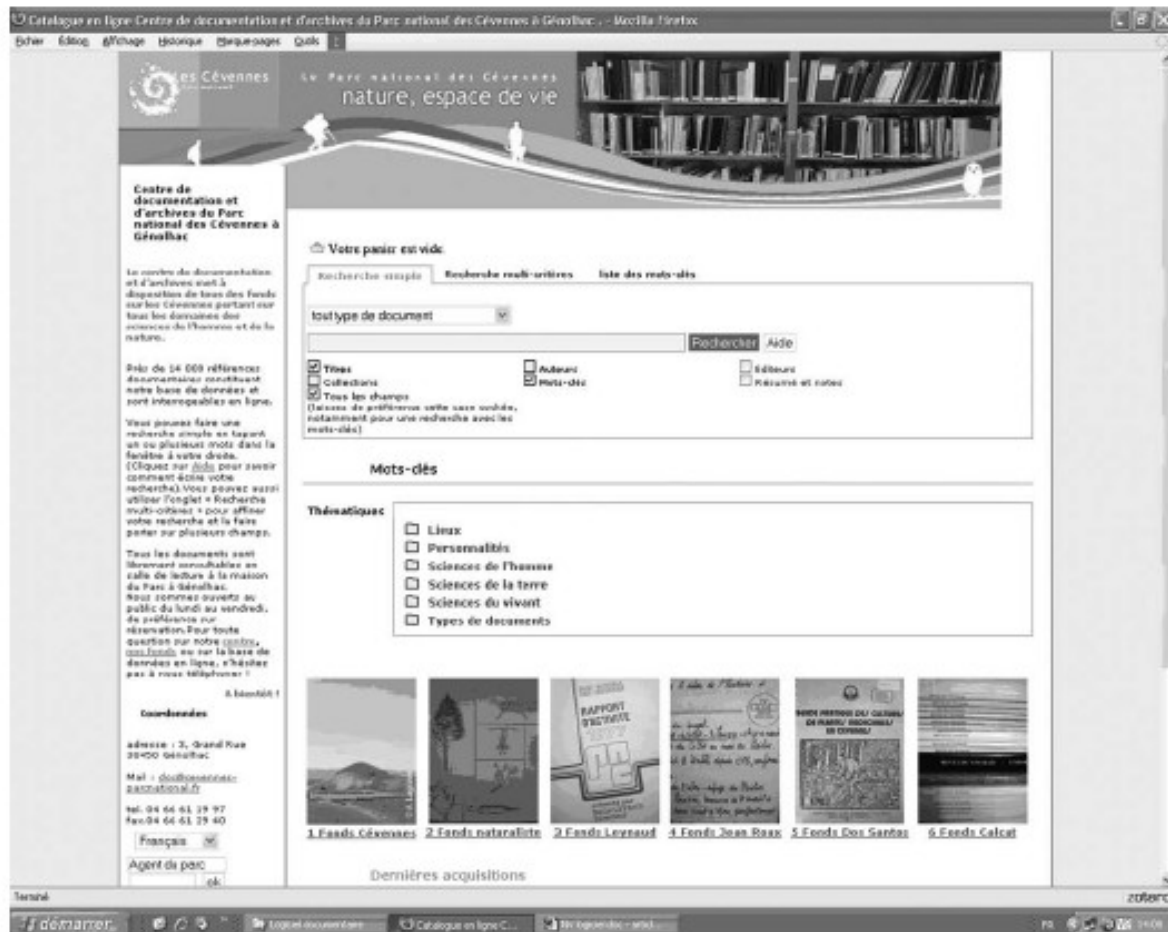 Catalogue en ligne Centre de documentation et d'archives du Parc national des Cévennes à Génolhac . - Mozilla Firefox
Fichier Édition Affichage Historique Marque-pages Outils ?
Les Cévennes
Le Parc national des Cévennes
nature, espace de vie
Centre de
documentation et
d'archives du Parc
national des Cévennes à
Génolhac
Le centre de documentation
et d'archives met à
disposition de tous des fonds
sur les Cévennes portant sur
tous les domaines des
sciences de l'homme et de la
nature.
Près de 14 000 références
documentaires constituent
notre base de données et
sont interrogeables en ligne.
Vous pouvez faire une
recherche simple en tapant
un ou plusieurs mots dans la
fenêtre à votre droite.
(Cliquez sur Aide pour savoir
comment écrire votre
recherche).Vous pouvez aussi
utiliser l'onglet « Recherche
multi-critères » pour affiner
votre recherche et la faire
porter sur plusieurs champs.
Tous les documents sont
librement consultables en
salle de lecture à la maison
du Parc à Génolhac.
Nous sommes ouverts au
public du lundi au vendredi,
de préférence sur
réservation.Pour toute
question sur notre centre,
nos fonds ou sur la base de
données en ligne, n'hésitez
pas à nous téléphoner !
A bientôt !
Coordonnées
adresse : 3, Grand Rue
30450 Génolhac
Mail : doc@cevennes-
parcnational.fr
tel. 04 66 61 19 97
fax.04 66 61 19 40
Français
Agent du parc
ok
Votre panier est vide.
Recherche simple Recherche multi-critères liste des mots-clés
tout type de document
Rechercher Aide
Titres Auteurs Editeurs
Collections Mots-clés Résumé et notes
Tous les champs
(laissez de préférence cette case cochée,
notamment pour une recherche avec les
mots-clés)
Mots-clés
Thématiques
Lieux
Personnalités
Sciences de l'homme
Sciences de la terre
Sciences du vivant
Types de documents
RAPPORT
D'ACTIVITE
1977
GUIDE PRATIQUE DES CULTURES
DE PLANTES MEDICINALES
EN CEVENNES
1 Fonds Cévennes 2 Fonds naturaliste 3 Fonds Leynaud 4 Fonds Jean Roux 5 Fonds Dos Santos 6 Fonds Calcat
Dernières acquisitions
Terminé zotero
démarrer Logiciel documentaire Catalogue en ligne C... FR